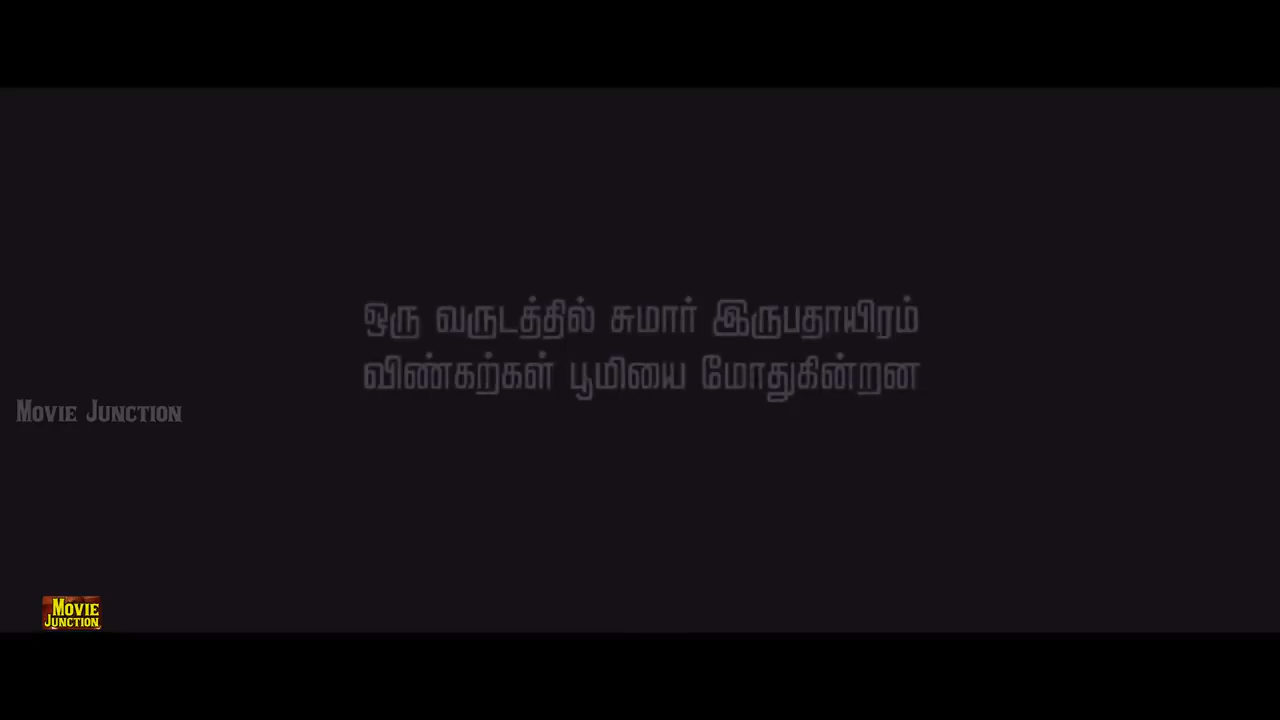 ஒரு வருடத்தில் சுமார் இருபதாயிரம்
விண்கற்கள் பூமியை மோதுகின்றன
MOVIE JUNCTION
MOVIE
JUNCTION